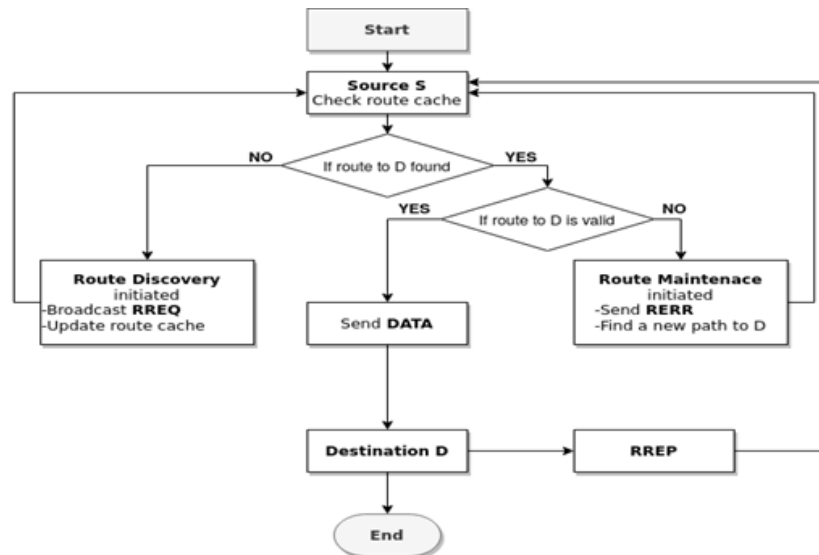 Start
Source S
Check route cache
If route to D found
NO
YES
If route to D is valid
YES
NO
Route Discovery
initiated
-Broadcast RREQ
-Update route cache
Route Maintenace
initiated
-Send RERR
-Find a new path to D
Send DATA
Destination D
RREP
End